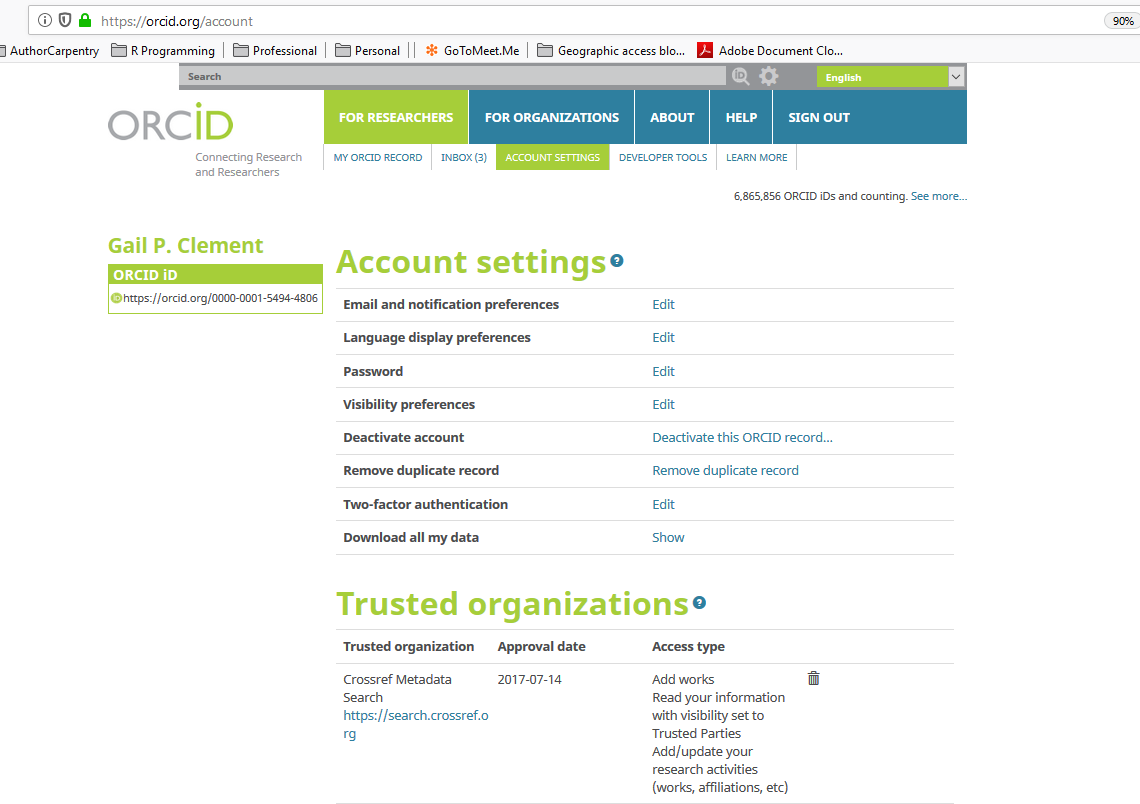 https://orcid.org/account
90%
AuthorCarpentry R Programming Professional Personal GoToMeet.Me Geographic access blo... Adobe Document Clo...
Search
iD
English
ORCiD
Connecting Research
and Researchers
FOR RESEARCHERS FOR ORGANIZATIONS ABOUT HELP SIGN OUT
MY ORCID RECORD INBOX (3) ACCOUNT SETTINGS DEVELOPER TOOLS LEARN MORE
6,865,856 ORCID iDs and counting. See more...
Gail P. Clement
ORCID iD
iD https://orcid.org/0000-0001-5494-4806
Account settings ?
Email and notification preferences Edit
Language display preferences Edit
Password Edit
Visibility preferences Edit
Deactivate account Deactivate this ORCID record...
Remove duplicate record Remove duplicate record
Two-factor authentication Edit
Download all my data Show
Trusted organizations ?
Trusted organization Approval date Access type
Crossref Metadata 2017-07-14 Add works
Search Read your information
https://search.crossref.o with visibility set to
rg Trusted Parties
Add/update your
research activities
(works, affiliations, etc)